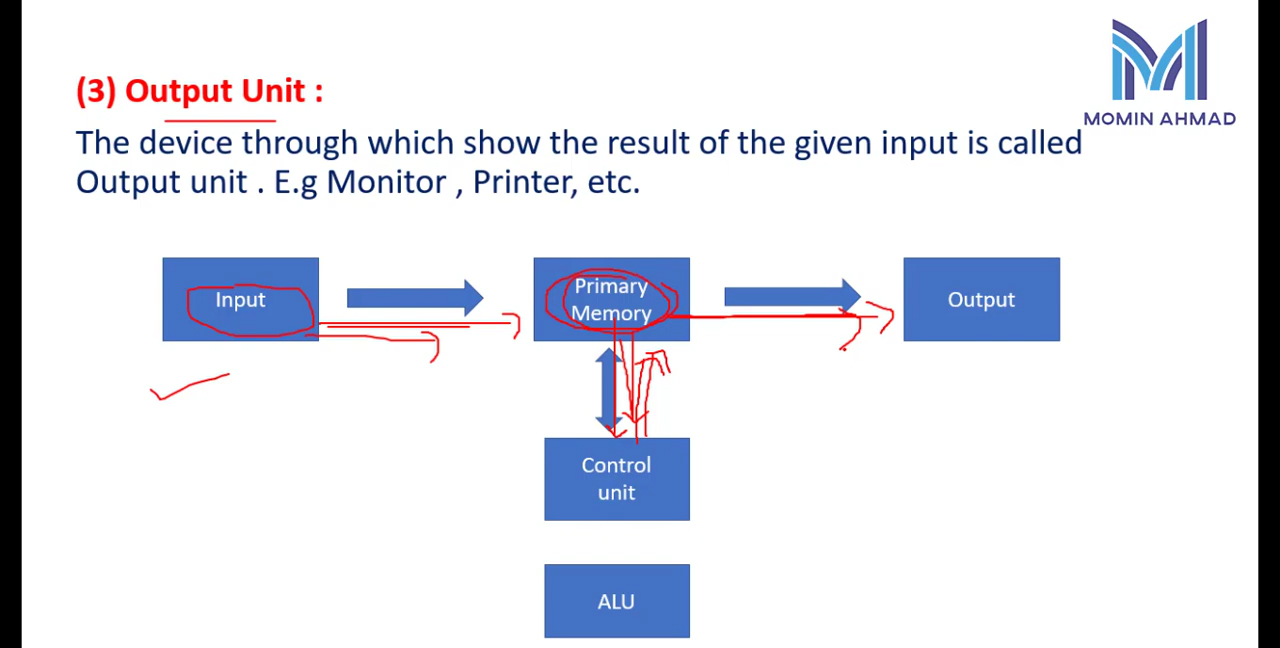 (3) Output Unit :
MOMIN AHMAD
The device through which show the result of the given input is called
Output unit . E.g Monitor , Printer, etc.
Input
Primary
Memory
Output
Control
unit
ALU